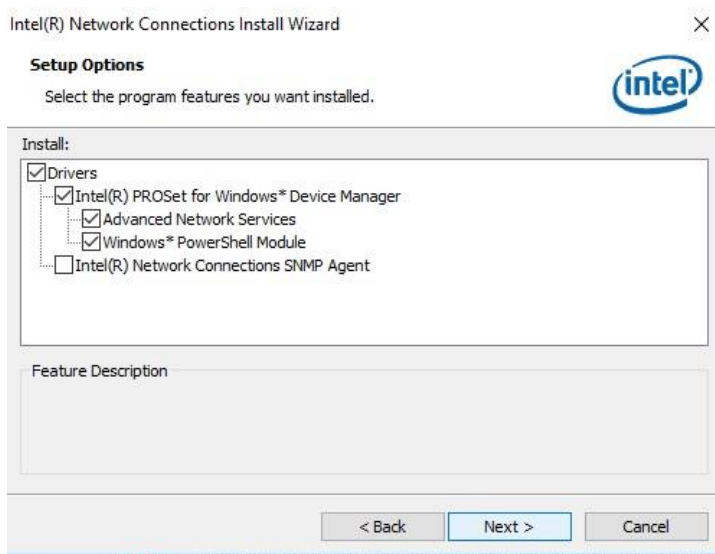 Intel(R) Network Connections Install Wizard
Setup Options
Select the program features you want installed.
intel
Install:
Drivers
Intel(R) PROSet for Windows* Device Manager
Advanced Network Services
Windows* PowerShell Module
Intel(R) Network Connections SNMP Agent
Feature Description
< Back Next > Cancel